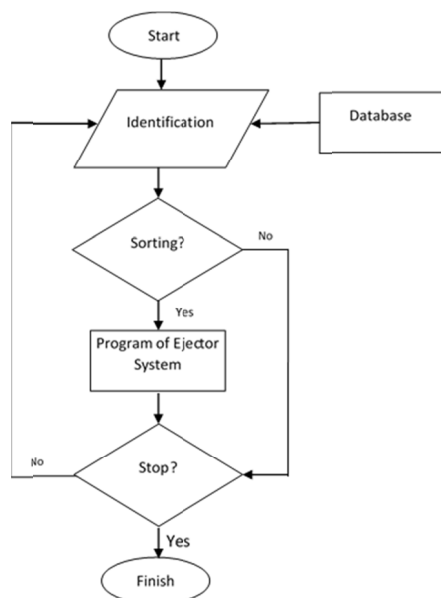 Start
Identification
Database
Sorting?
No
Yes
Program of Ejector
System
Stop?
No
Yes
Finish